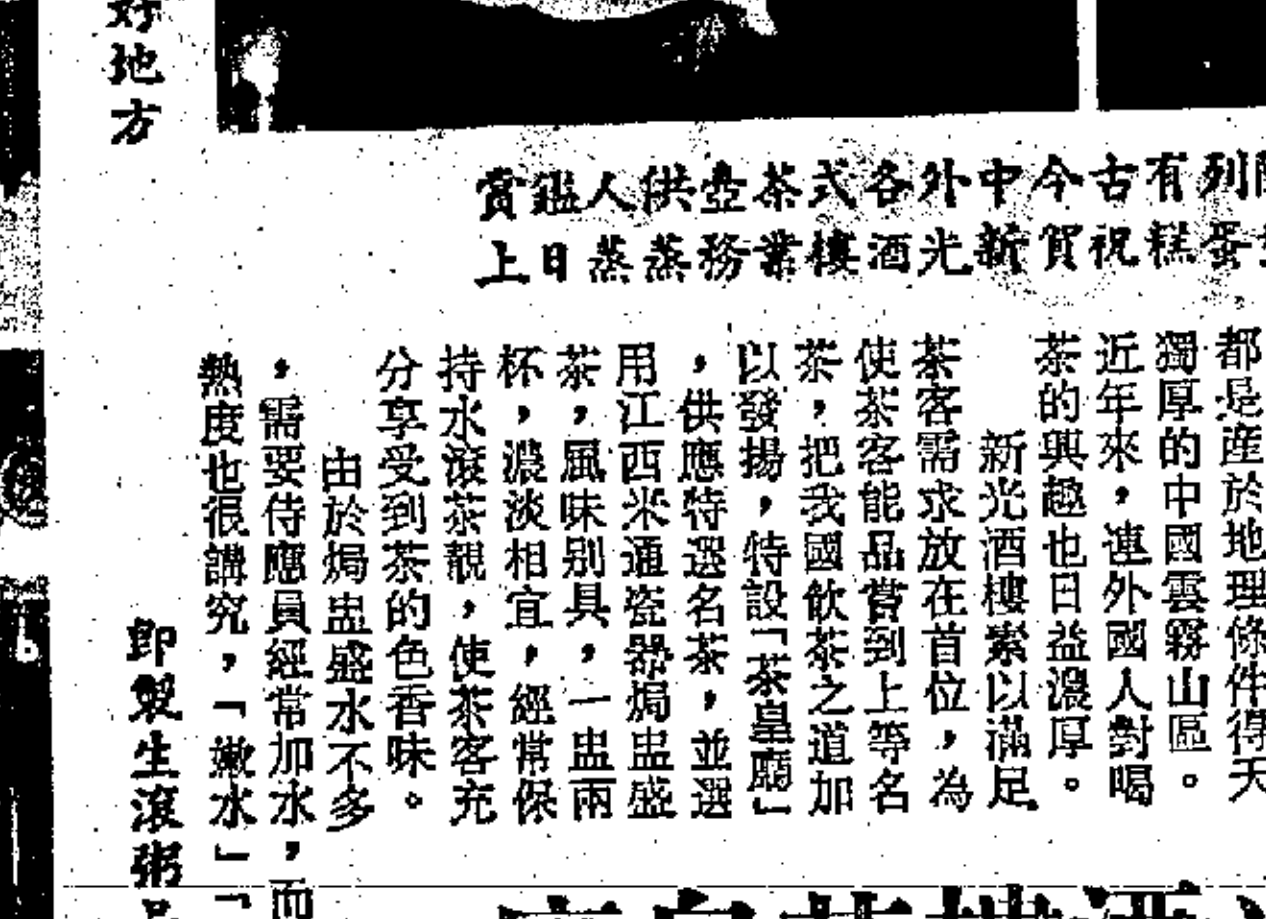 列有古今中外各式茶壺供人鑑賞
蛋糕祝賀新光酒樓業務蒸蒸日上
都是産於地理條件得天
獨厚的中國雲霧山區。
近年來，連外國人對喝
茶的興趣也日益濃厚。
新光酒樓素以滿足
茶客需求放在首位，為
使茶客能品嘗到上等名
茶，把我國飲茶之道加
以發揚，特設「茶皇廳」
，供應特選名茶，並選
用江西米通瓷器焗盅盛
茶，風味別具，一盅兩
杯，濃淡相宜，經常保
持水滾茶靚，使茶客充
分享受到茶的色香味。
由於焗盅盛水不多
，需要侍應員經常加水，而
熱度也很講究，「嫩水」「
好地方
即製生滾粥